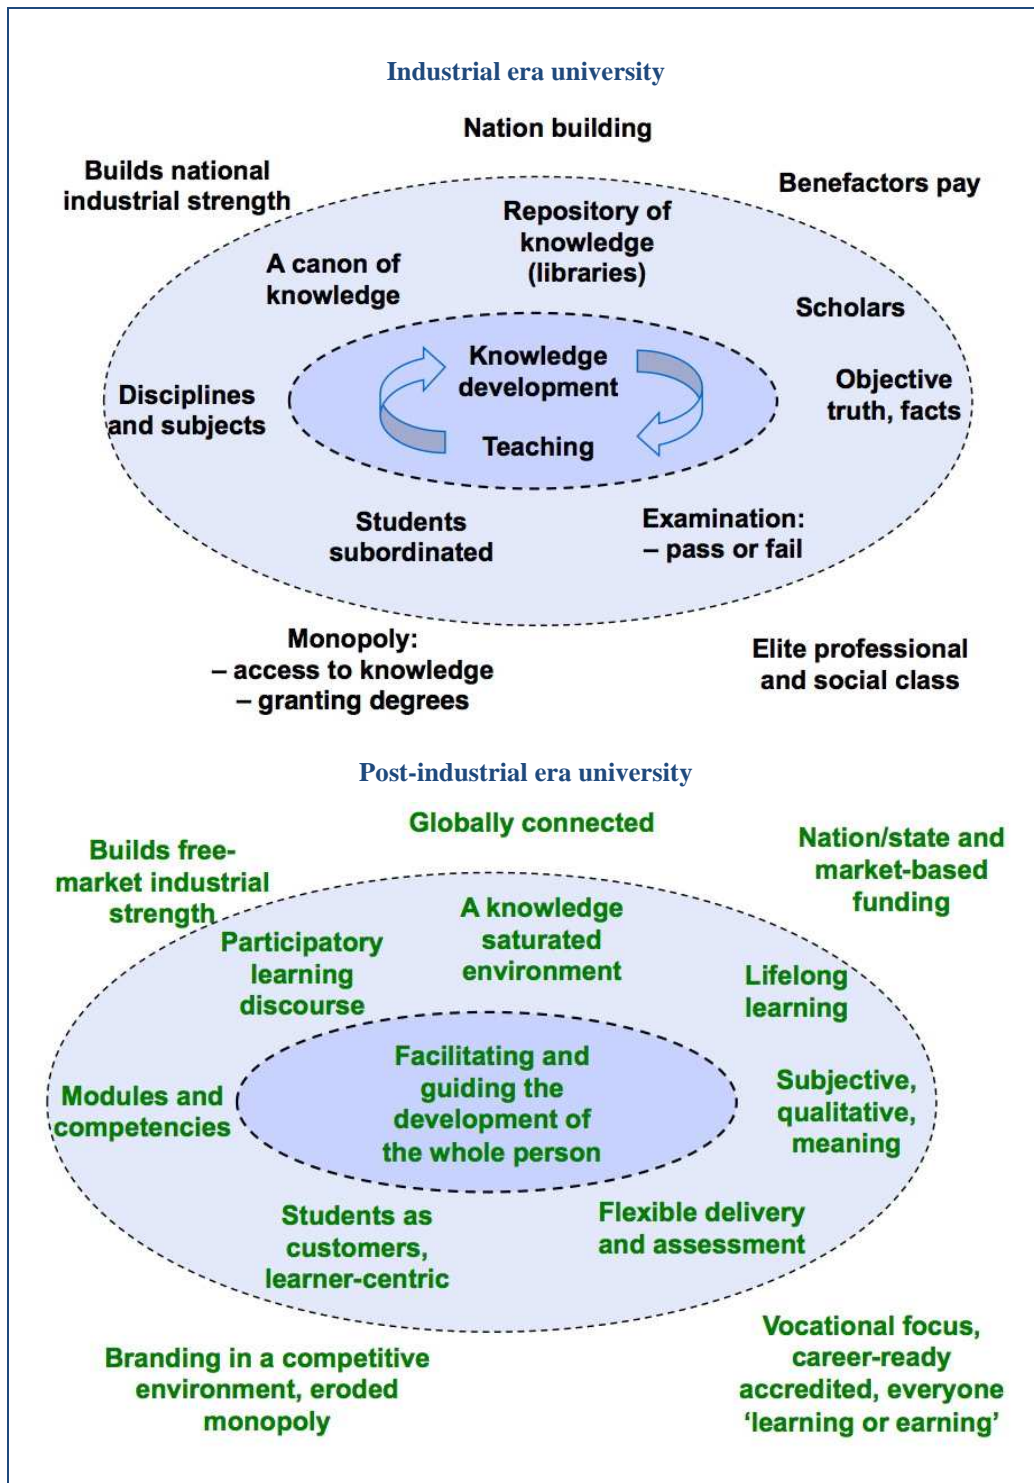 Industrial era university
Nation building
Builds national
industrial strength
Benefactors pay
Repository of
knowledge
(libraries)
A canon of
knowledge
Scholars
Knowledge
development
Objective
truth, facts
Disciplines
and subjects
Teaching
Students
subordinated
Examination:
– pass or fail
Monopoly:
– access to knowledge
– granting degrees
Elite professional
and social class
Post-industrial era university
Globally connected
Builds free-
market industrial
strength
Nation/state and
market-based
funding
A knowledge
saturated
environment
Participatory
learning
discourse
Lifelong
learning
Facilitating and
guiding the
development of
the whole person
Modules and
competencies
Subjective,
qualitative,
meaning
Students as
customers,
learner-centric
Flexible delivery
and assessment
Branding in a competitive
environment, eroded
monopoly
Vocational focus,
career-ready
accredited, everyone
‘learning or earning’